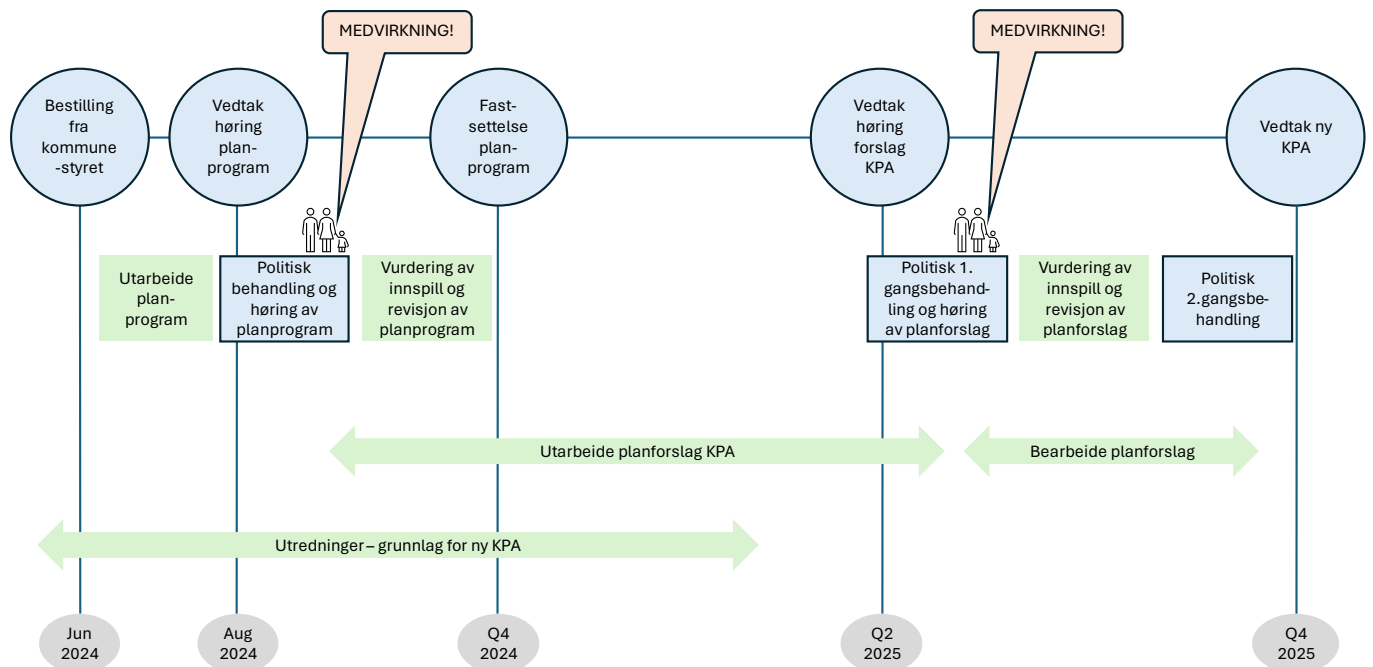 MEDVIRKNING!
MEDVIRKNING!
Bestilling
fra
kommune
-styret
Vedtak
høring
plan-
program
Fast-
settelse
plan-
program
Vedtak
høring
forslag
KPA
Vedtak ny
KPA
Utarbeide
plan-
program
Politisk
behandling og
høring av
planprogram
Vurdering av
innspill og
revisjon av
planprogram
Politisk 1.
gangsbehand-
ling og høring
av planforslag
Vurdering av
innspill og
revisjon av
planforslag
Politisk
2.gangsbe-
handling
Utarbeide planforslag KPA
Bearbeide planforslag
Utredninger – grunnlag for ny KPA
Jun
2024
Aug
2024
Q4
2024
Q2
2025
Q4
2025